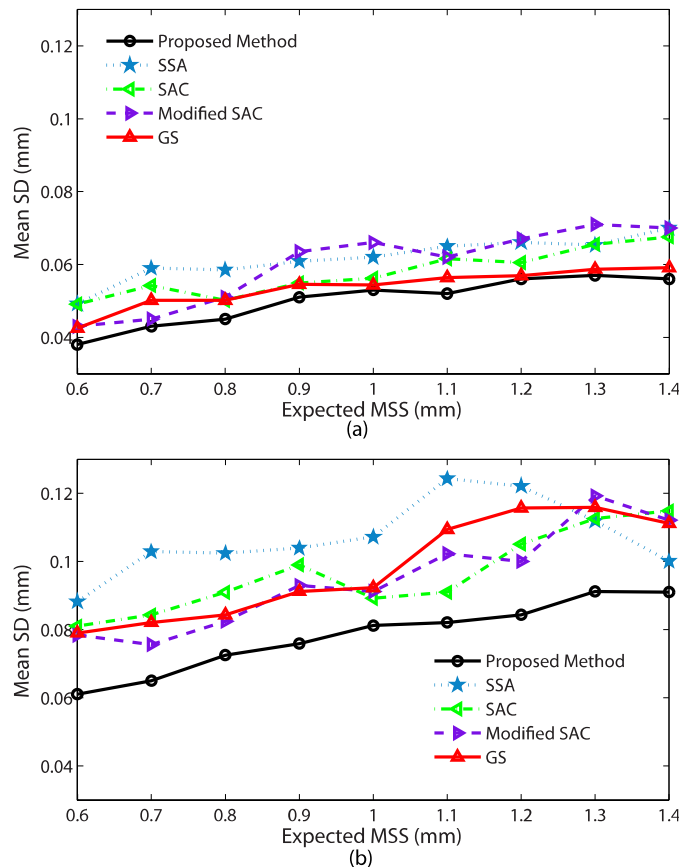 0.12
0.1
0.08
0.06
0.04
Mean SD (mm)
Proposed Method
SSA
SAC
Modified SAC
GS
0.6 0.7 0.8 0.9 1 1.1 1.2 1.3 1.4
Expected MSS (mm)
(a)
0.12
0.1
0.08
0.06
0.04
Mean SD (mm)
Proposed Method
SSA
SAC
Modified SAC
GS
0.6 0.7 0.8 0.9 1 1.1 1.2 1.3 1.4
Expected MSS (mm)
(b)